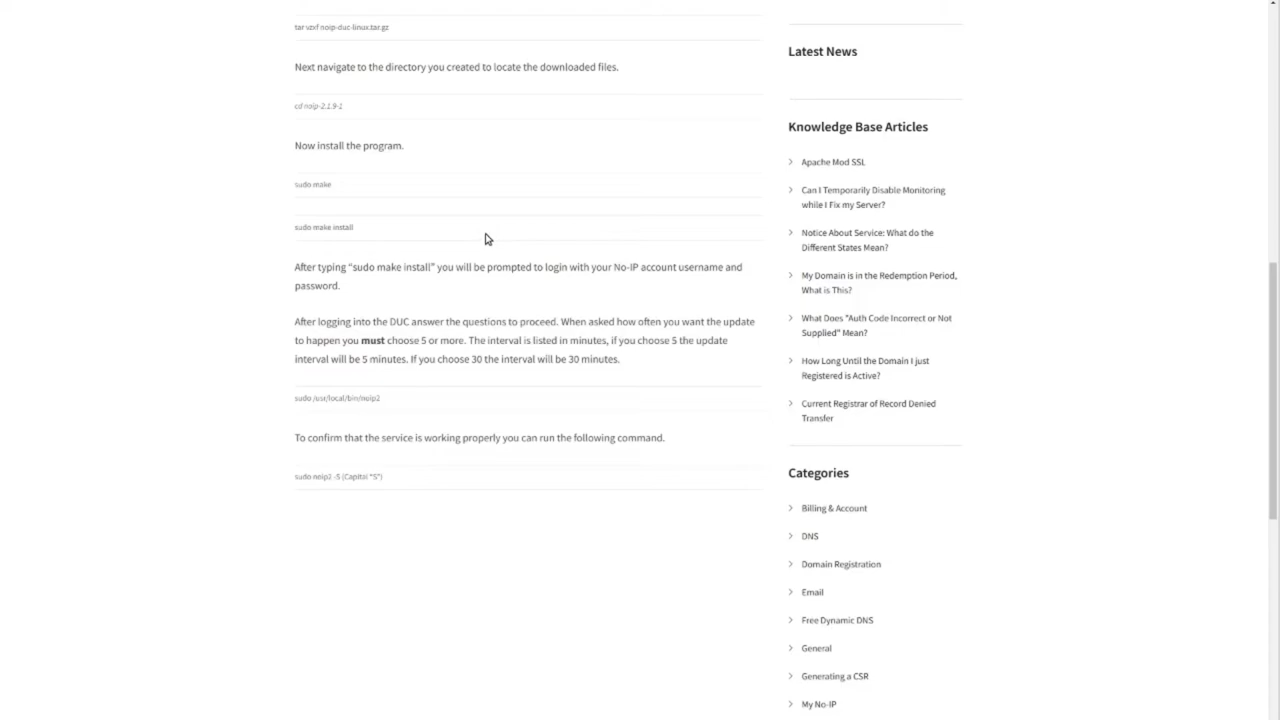 tar vzxf noip-duc-linux.tar.gz
Next navigate to the directory you created to locate the downloaded files.
cd noip-2.1.9-1
Now install the program.
sudo make
sudo make install
After typing “sudo make install” you will be prompted to login with your No-IP account username and
password.
After logging into the DUC answer the questions to proceed. When asked how often you want the update
to happen you must choose 5 or more. The interval is listed in minutes, if you choose 5 the update
interval will be 5 minutes. If you choose 30 the interval will be 30 minutes.
sudo /usr/local/bin/noip2
To confirm that the service is working properly you can run the following command.
sudo noip2 -S (Capital “S”)
Latest News
Knowledge Base Articles
Apache Mod SSL
Can I Temporarily Disable Monitoring
while I Fix my Server?
Notice About Service: What do the
Different States Mean?
My Domain is in the Redemption Period,
What is This?
What Does "Auth Code Incorrect or Not
Supplied" Mean?
How Long Until the Domain I just
Registered is Active?
Current Registrar of Record Denied
Transfer
Categories
Billing & Account
DNS
Domain Registration
Email
Free Dynamic DNS
General
Generating a CSR
My No-IP